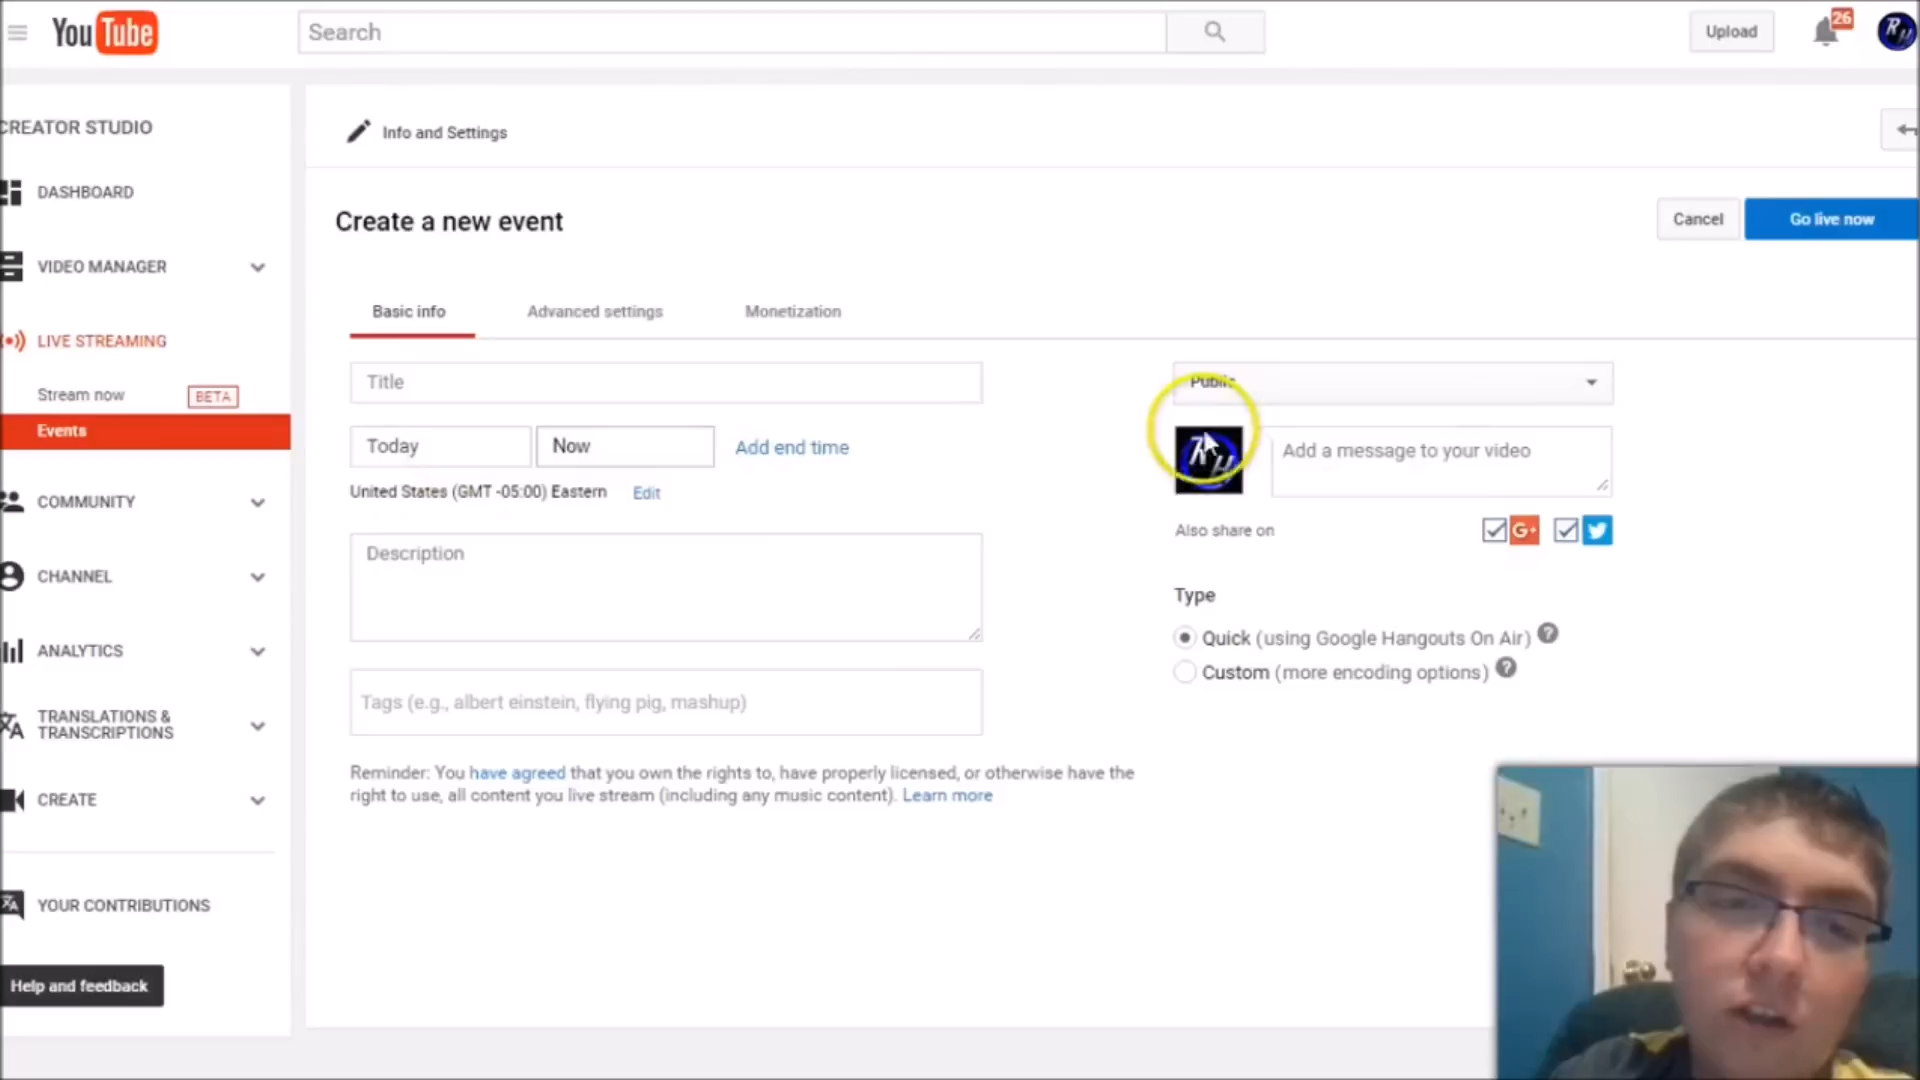 YouTube
Search
Upload
26
RH
CREATOR STUDIO
Info and Settings
DASHBOARD
Create a new event
Cancel
Go live now
VIDEO MANAGER
Basic info
Advanced settings
Monetization
LIVE STREAMING
Title
Public
Stream now
BETA
Events
Today
Now
Add end time
RH
Add a message to your video
United States (GMT -05:00) Eastern
Edit
COMMUNITY
Also share on
G+
Description
CHANNEL
Type
Quick (using Google Hangouts On Air) ?
ANALYTICS
Custom (more encoding options) ?
Tags (e.g., albert einstein, flying pig, mashup)
TRANSLATIONS &
TRANSCRIPTIONS
Reminder: You have agreed that you own the rights to, have properly licensed, or otherwise have the
right to use, all content you live stream (including any music content). Learn more
CREATE
YOUR CONTRIBUTIONS
Help and feedback